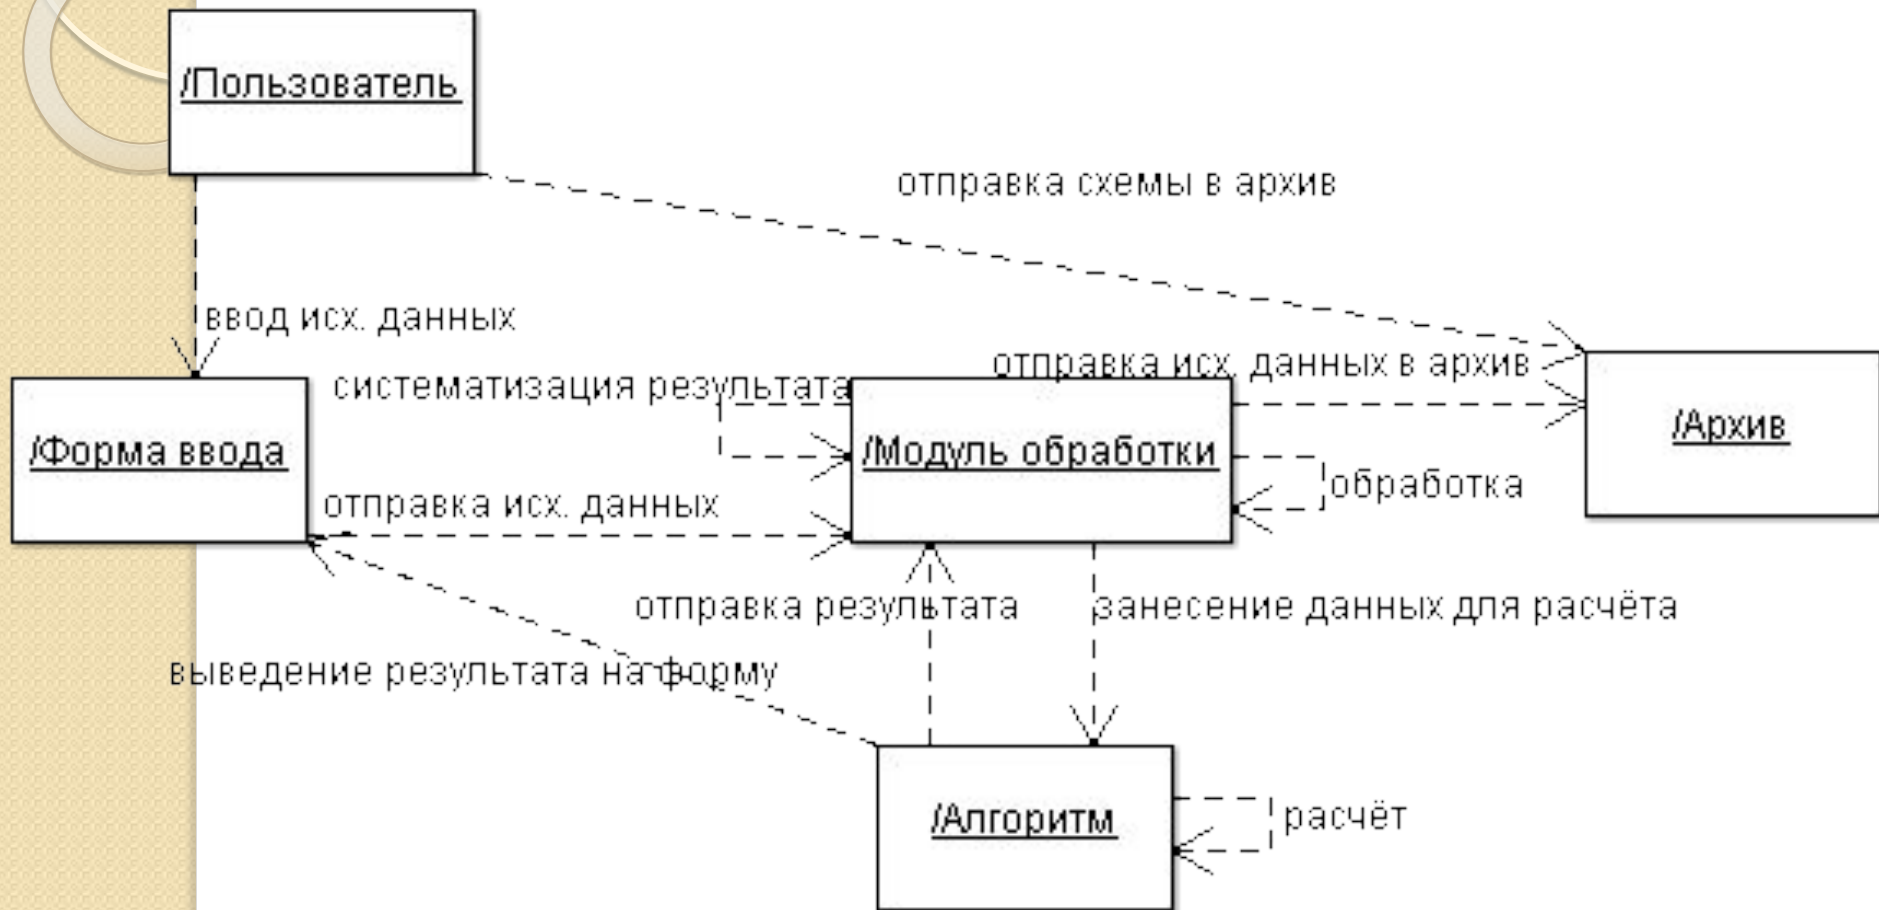 /Пользователь
отправка схемы в архив
ввод исх. данных
отправка исх. данных в архив
систематизация результата
/Форма ввода
/Модуль обработки
/Архив
обработка
отправка исх. данных
отправка результата
занесение данных для расчёта
выведение результата на форму
/Алгоритм
расчёт